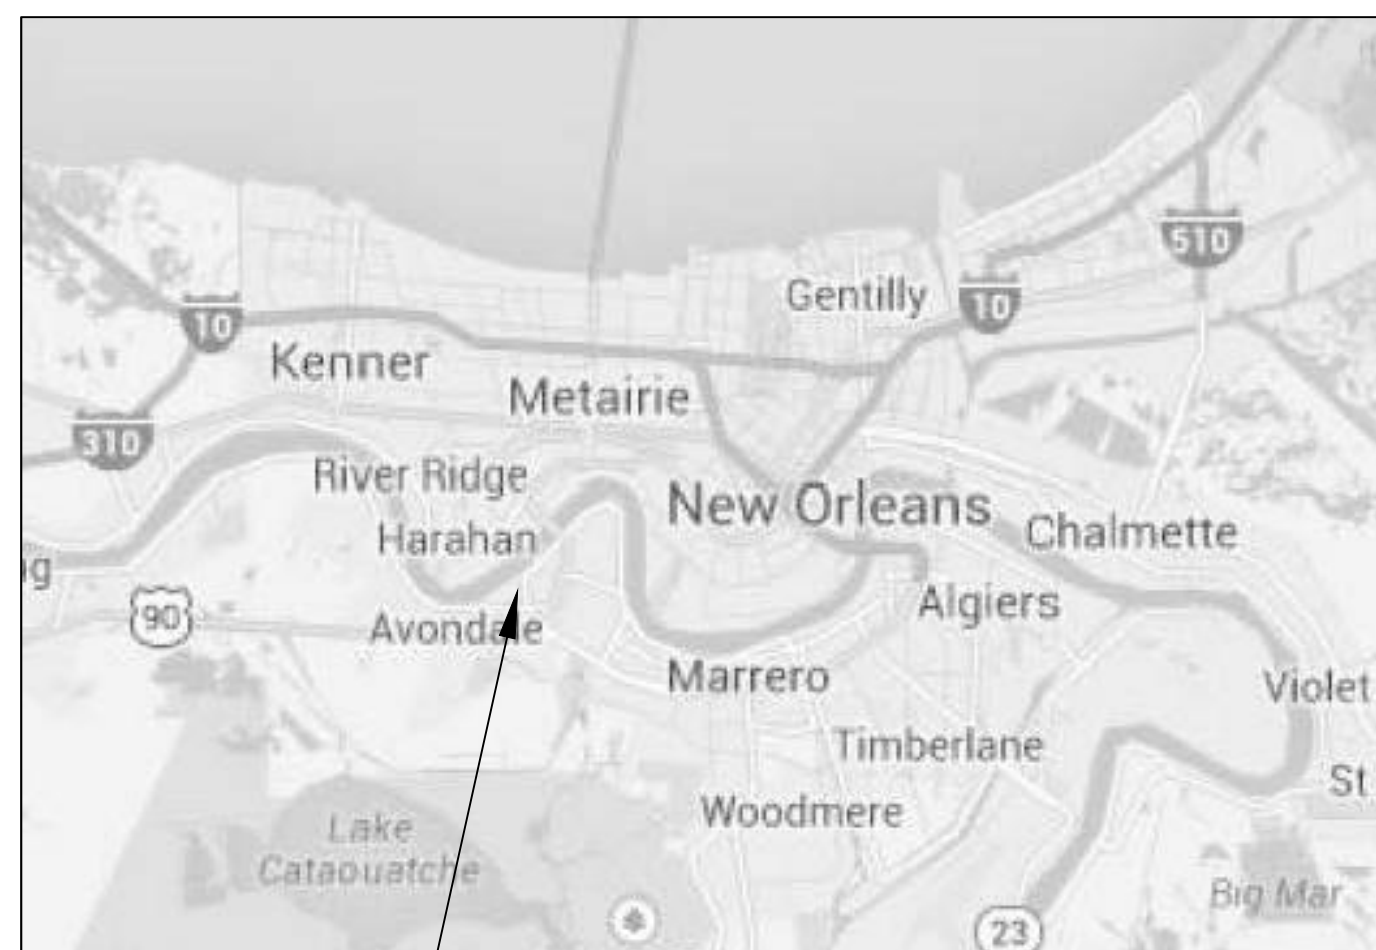 510
Gentilly
10
10
Kenner
Metairie
310
River Ridge
New Orleans
Harahan
Chalmette
90
Avondale
Algiers
Marrero
Violet
Timberlane
St
Woodmere
Lake
Cataouatche
Big Mar
23